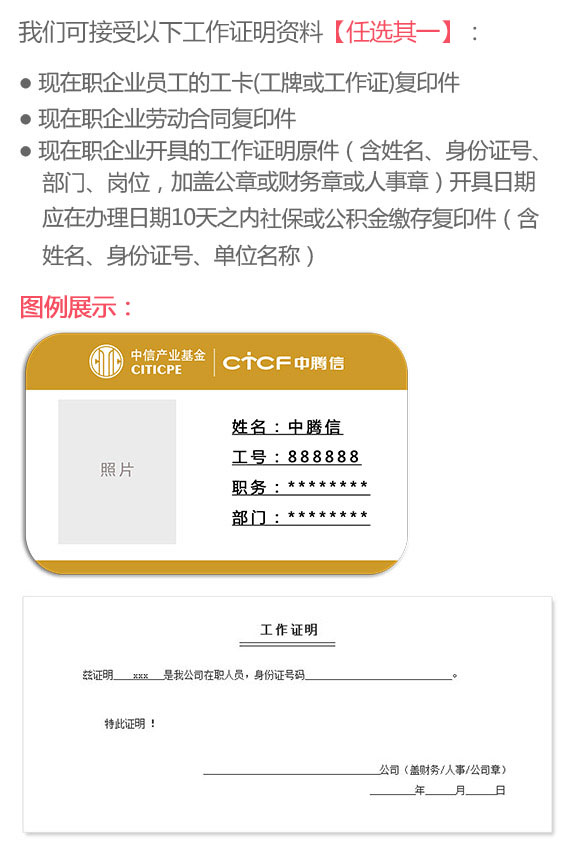 我们可接受以下工作证明资料【任选其一】：
● 现在职企业员工的工卡(工牌或工作证)复印件
● 现在职企业劳动合同复印件
● 现在职企业开具的工作证明原件（含姓名、身份证号、
部门、岗位，加盖公章或财务章或人事章）开具日期
应在办理日期10天之内社保或公积金缴存复印件（含
姓名、身份证号、单位名称）
图例展示：
中信产业基金
CITICPE
CTCF中腾信
照片
姓名：中腾信
工号：888888
职务：********
部门：********
工作证明
兹证明____xxx___是我公司在职人员，身份证号码__________________________。
特此证明！
________________________________公司（盖财务/人事/公司章）
________年_____月_____日